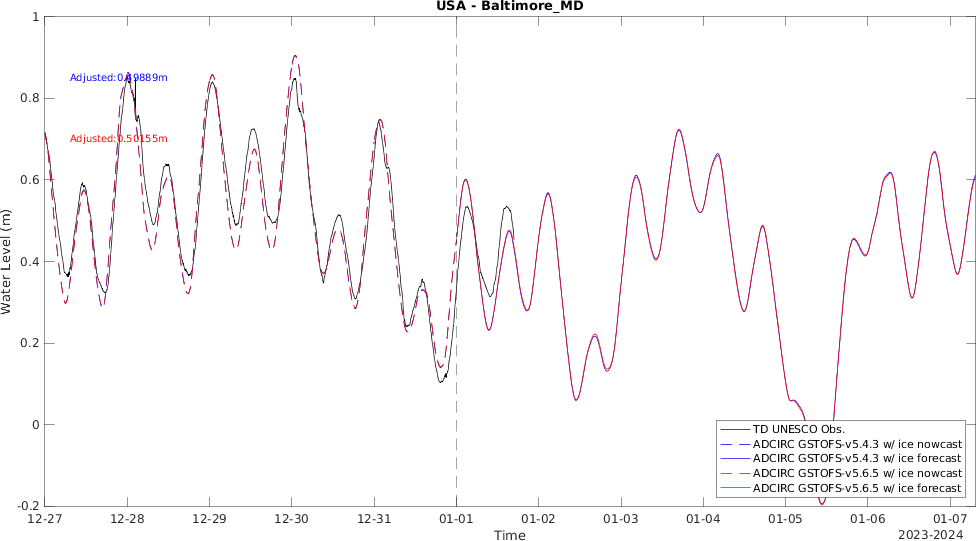 USA - Baltimore_MD
1
0.8
0.6
0.4
0.2
0
-0.2
Water Level (m)
Adjusted:0.49889m
Adjusted:0.50155m
TD UNESCO Obs.
ADCIRC GSTOFS-v5.4.3 w/ ice nowcast
ADCIRC GSTOFS-v5.4.3 w/ ice forecast
ADCIRC GSTOFS-v5.6.5 w/ ice nowcast
ADCIRC GSTOFS-v5.6.5 w/ ice forecast
12-27 12-28 12-29 12-30 12-31 01-01 01-02 01-03 01-04 01-05 01-06 01-07
Time
2023-2024